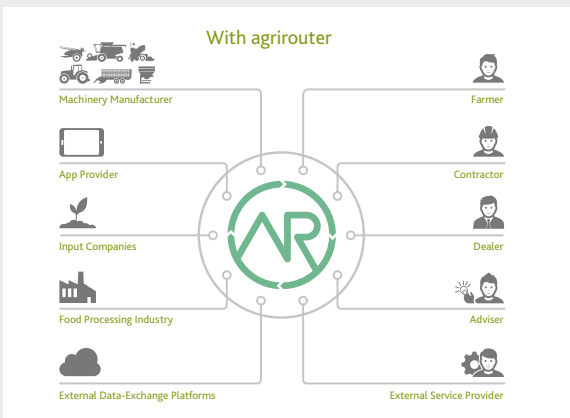 With agrirouter
Machinery Manufacturer
Farmer
App Provider
Contractor
AR
Input Companies
Dealer
Food Processing Industry
Adviser
External Data-Exchange Platforms
External Service Provider